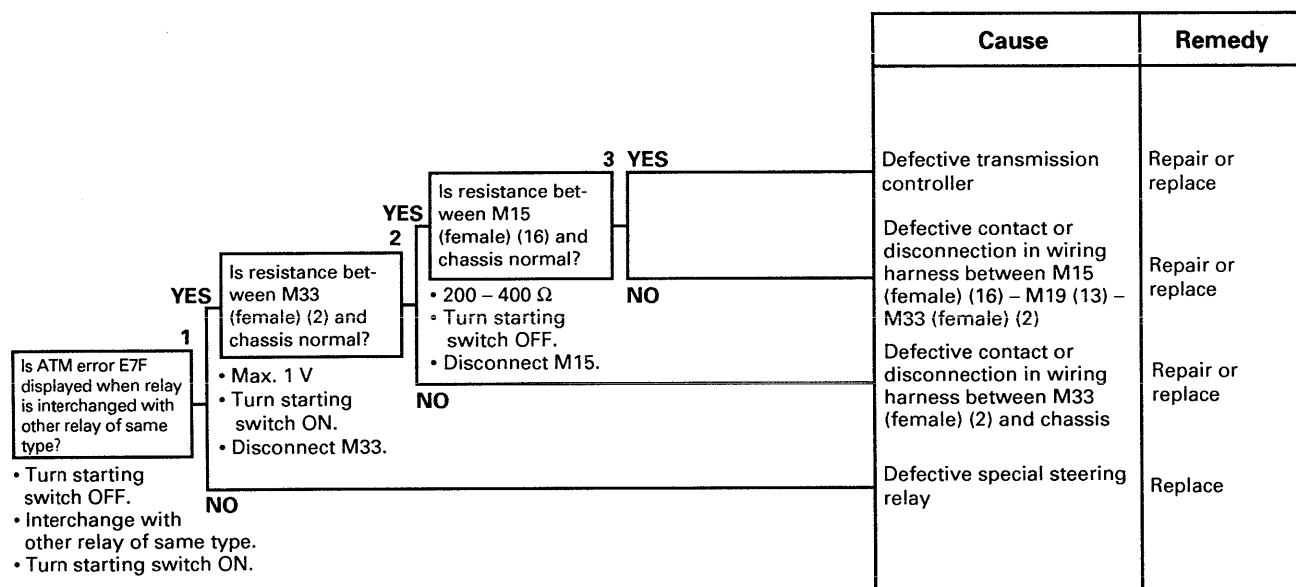 Cause
Remedy
3 YES
Defective transmission
controller
Repair or
replace
Is resistance bet-
ween M15
(female) (16) and
chassis normal?
YES
2
• 200 – 400 Ω
• Turn starting
switch OFF.
• Disconnect M15.
NO
Defective contact or
disconnection in wiring
harness between M15
(female) (16) – M19 (13) –
M33 (female) (2)
Repair or
replace
Is resistance bet-
ween M33
(female) (2) and
chassis normal?
YES
1
• Max. 1 V
• Turn starting
switch ON.
• Disconnect M33.
NO
Defective contact or
disconnection in wiring
harness between M33
(female) (2) and chassis
Repair or
replace
Is ATM error E7F
displayed when relay
is interchanged with
other relay of same
type?
• Turn starting
switch OFF.
• Interchange with
other relay of same type.
• Turn starting switch ON.
NO
Defective special steering
relay
Replace